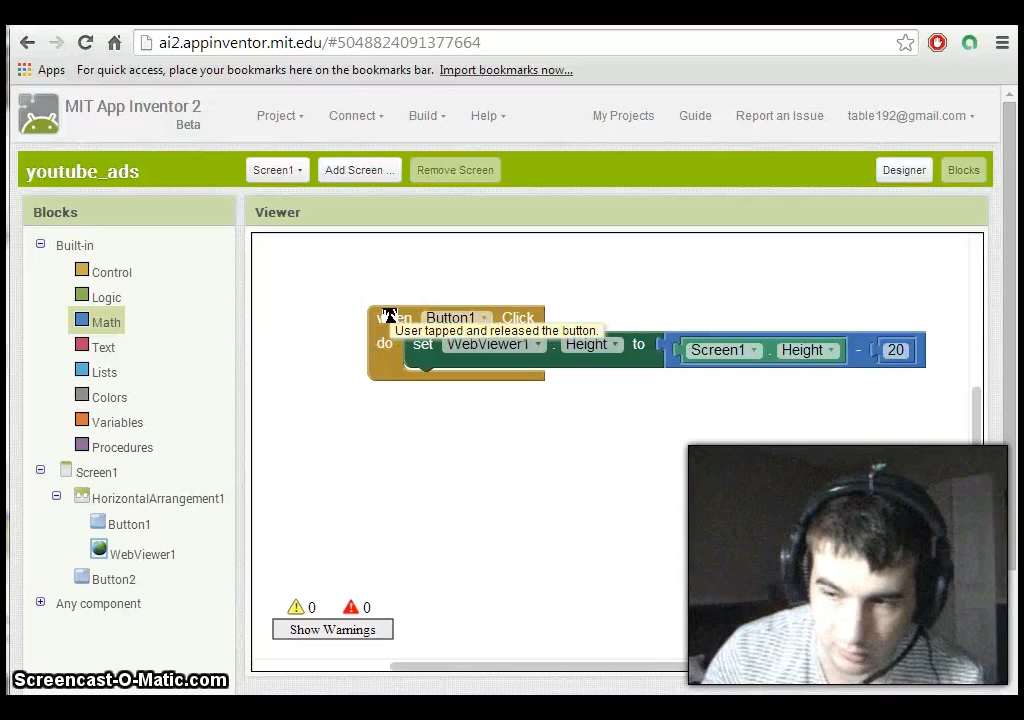 ai2.appinventor.mit.edu/#5048824091377664
Apps For quick access, place your bookmarks here on the bookmarks bar. Import bookmarks now...
MIT App Inventor 2
Beta
Project Connect Build Help My Projects Guide Report an Issue table192@gmail.com
youtube_ads Screen1 Add Screen ... Remove Screen Designer Blocks
Blocks Viewer
Built-in
Control
Logic
Math
Text
Lists
Colors
Variables
Procedures
Screen1
HorizontalArrangement1
Button1
WebViewer1
Button2
Any component
when Button1 . Click
User tapped and released the button.
do set WebViewer1 . Height to Screen1 . Height - 20
0 0
Show Warnings
Screencast-O-Matic.com